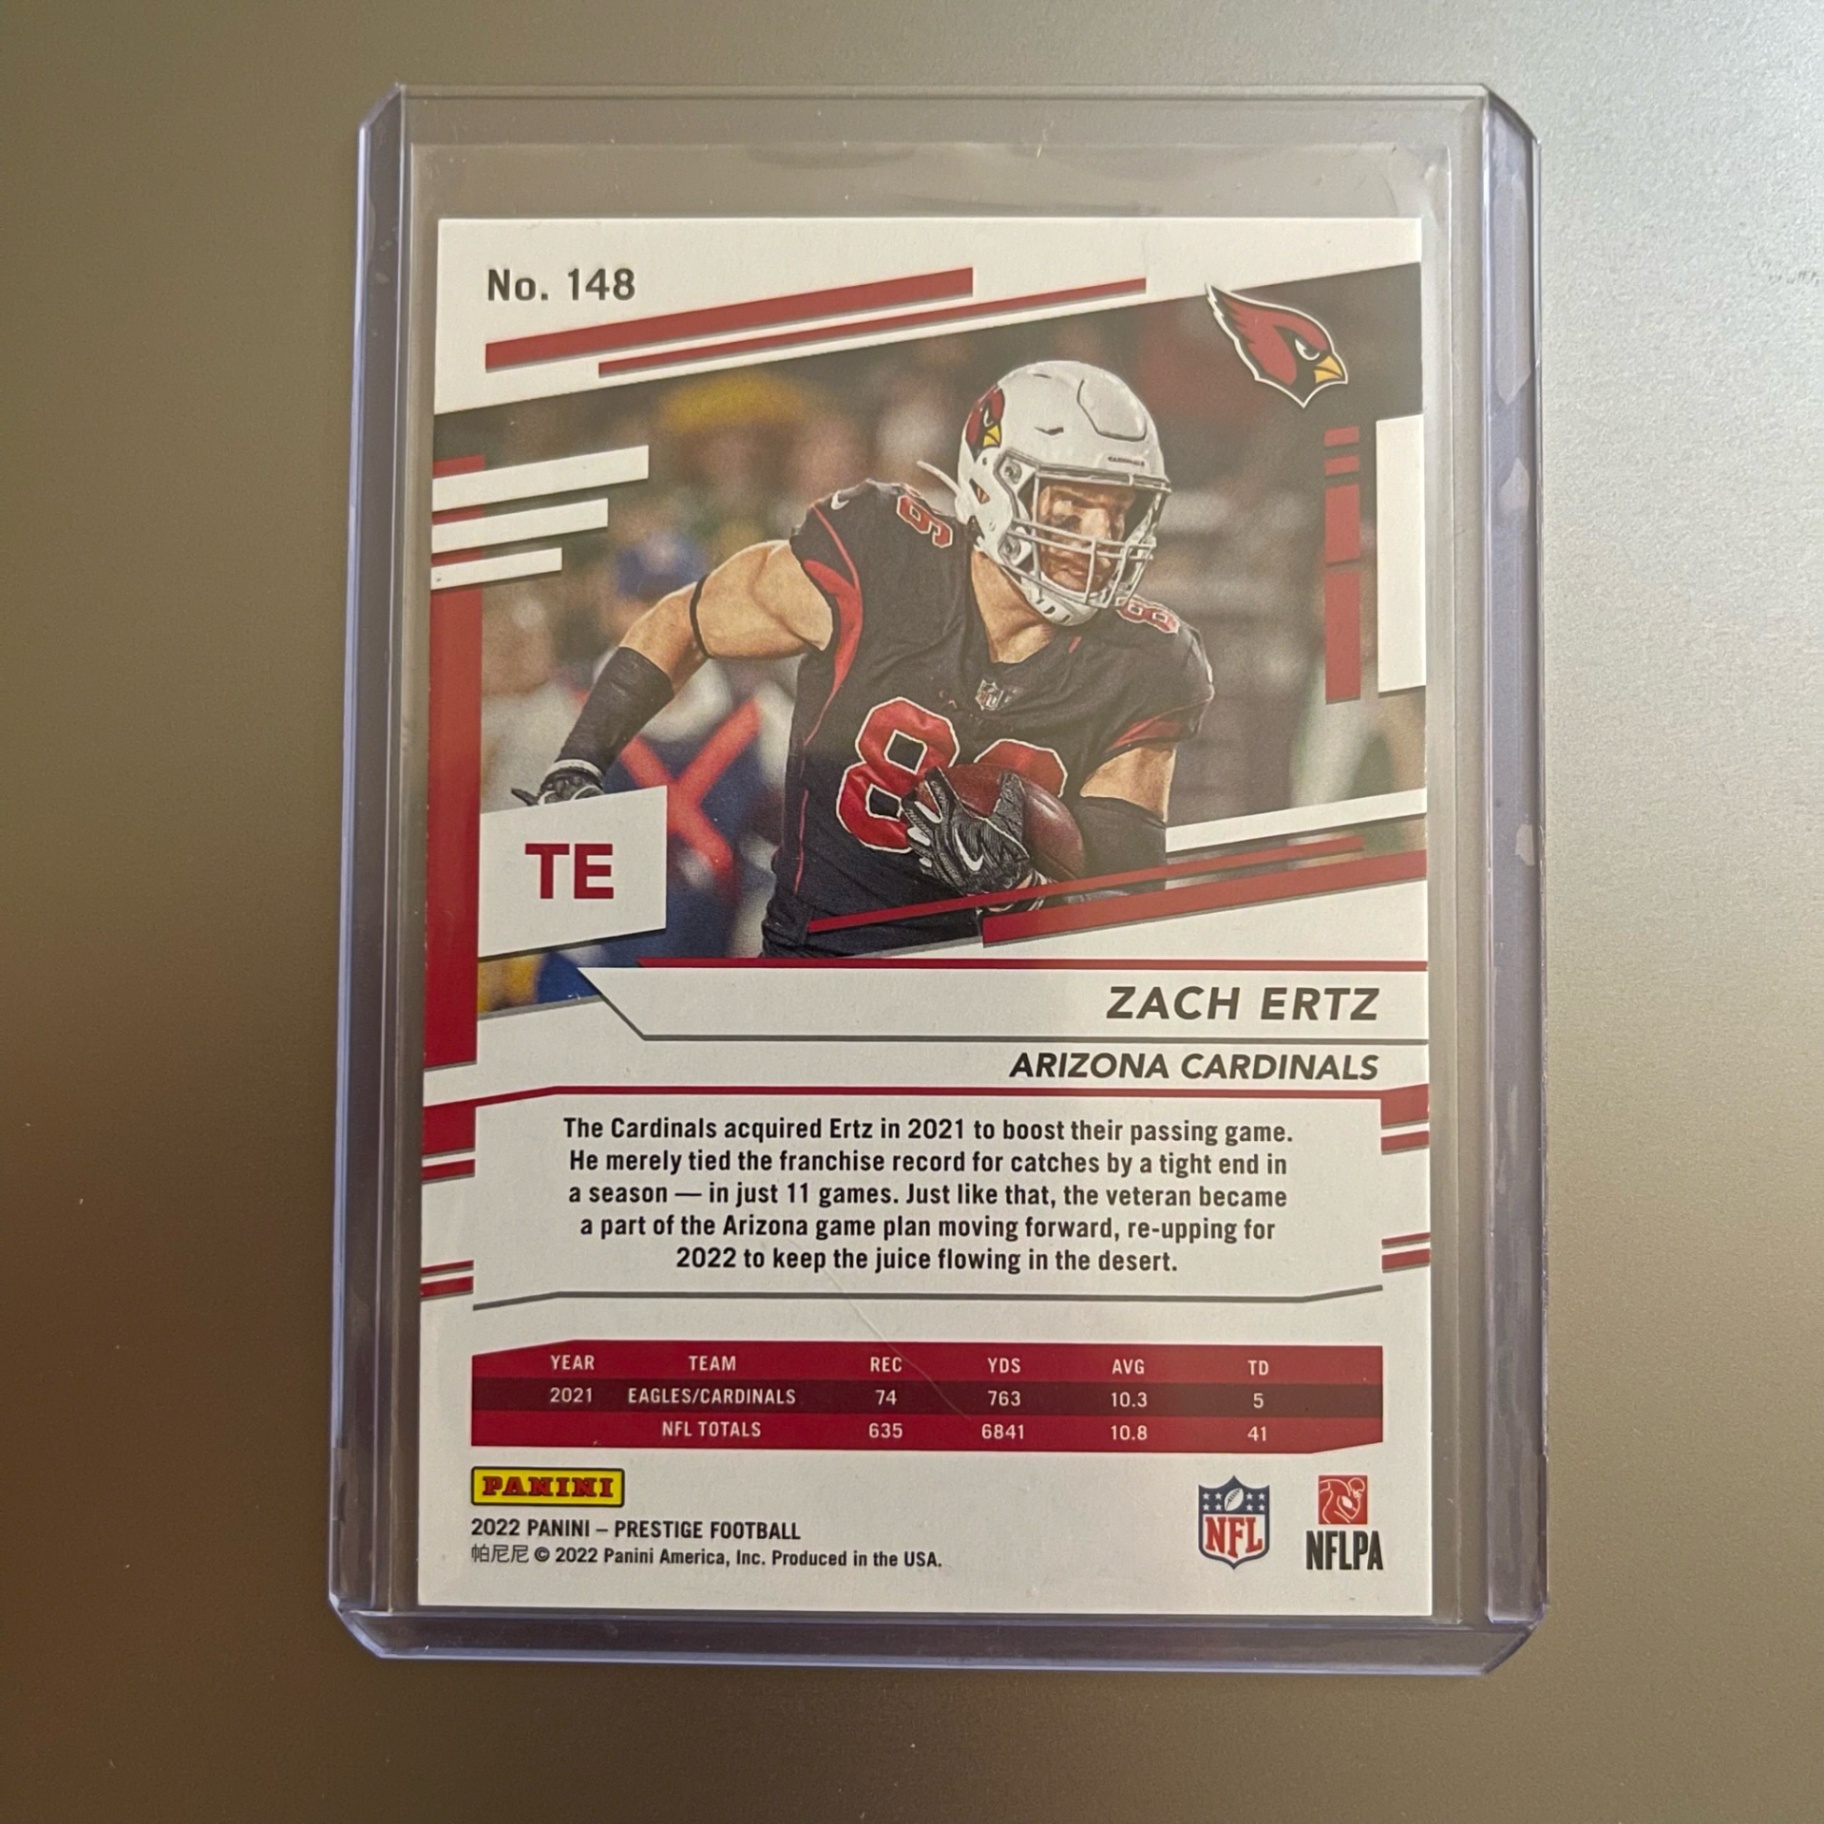 No. 148
CARDINALS
86
8
86
TE
ZACH ERTZ
ARIZONA CARDINALS
The Cardinals acquired Ertz in 2021 to boost their passing game.
He merely tied the franchise record for catches by a tight end in
a season — in just 11 games. Just like that, the veteran became
a part of the Arizona game plan moving forward, re-upping for
2022 to keep the juice flowing in the desert.
YEAR TEAM REC YDS AVG TD
2021 EAGLES/CARDINALS 74 763 10.3 5
NFL TOTALS 635 6841 10.8 41
PANINI
2022 PANINI – PRESTIGE FOOTBALL
帕尼尼 © 2022 Panini America, Inc. Produced in the USA.
NFL
NFLPA